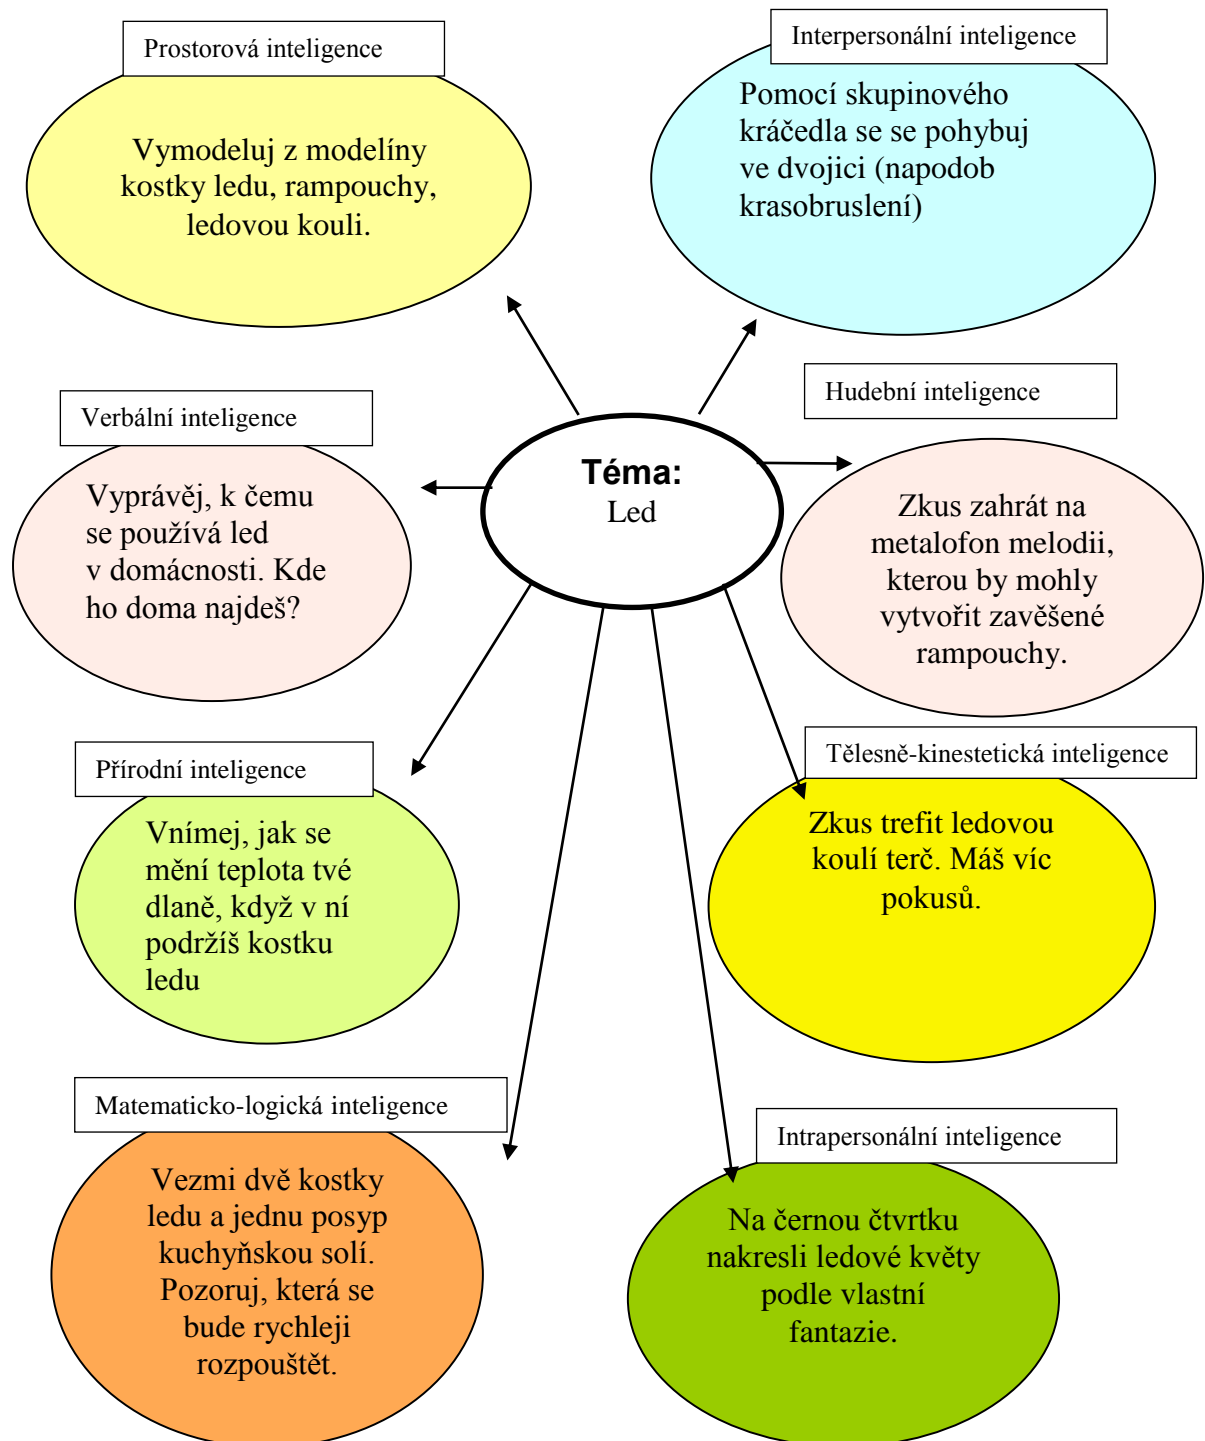 Prostorová inteligence
Vymodeluj z modelíny
kostky ledu, rampouchy,
ledovou kouli.
Interpersonální inteligence
Pomocí skupinového
kráčedla se se pohybuj
ve dvojici (napodob
krasobruslení)
Verbální inteligence
Vyprávěj, k čemu
se používá led
v domácnosti. Kde
ho doma najdeš?
Téma:
Led
Hudební inteligence
Zkus zahrát na
metalofon melodii,
kterou by mohly
vytvořit zavěšené
rampouchy.
Přírodní inteligence
Vnímej, jak se
mění teplota tvé
dlaně, když v ní
podržíš kostku
ledu
Tělesně-kinestetická inteligence
Zkus trefit ledovou
koulí terč. Máš víc
pokusů.
Matematicko-logická inteligence
Vezmi dvě kostky
ledu a jednu posyp
kuchyňskou solí.
Pozoruj, která se
bude rychleji
rozpouštět.
Intrapersonální inteligence
Na černou čtvrtku
nakresli ledové květy
podle vlastní
fantazie.